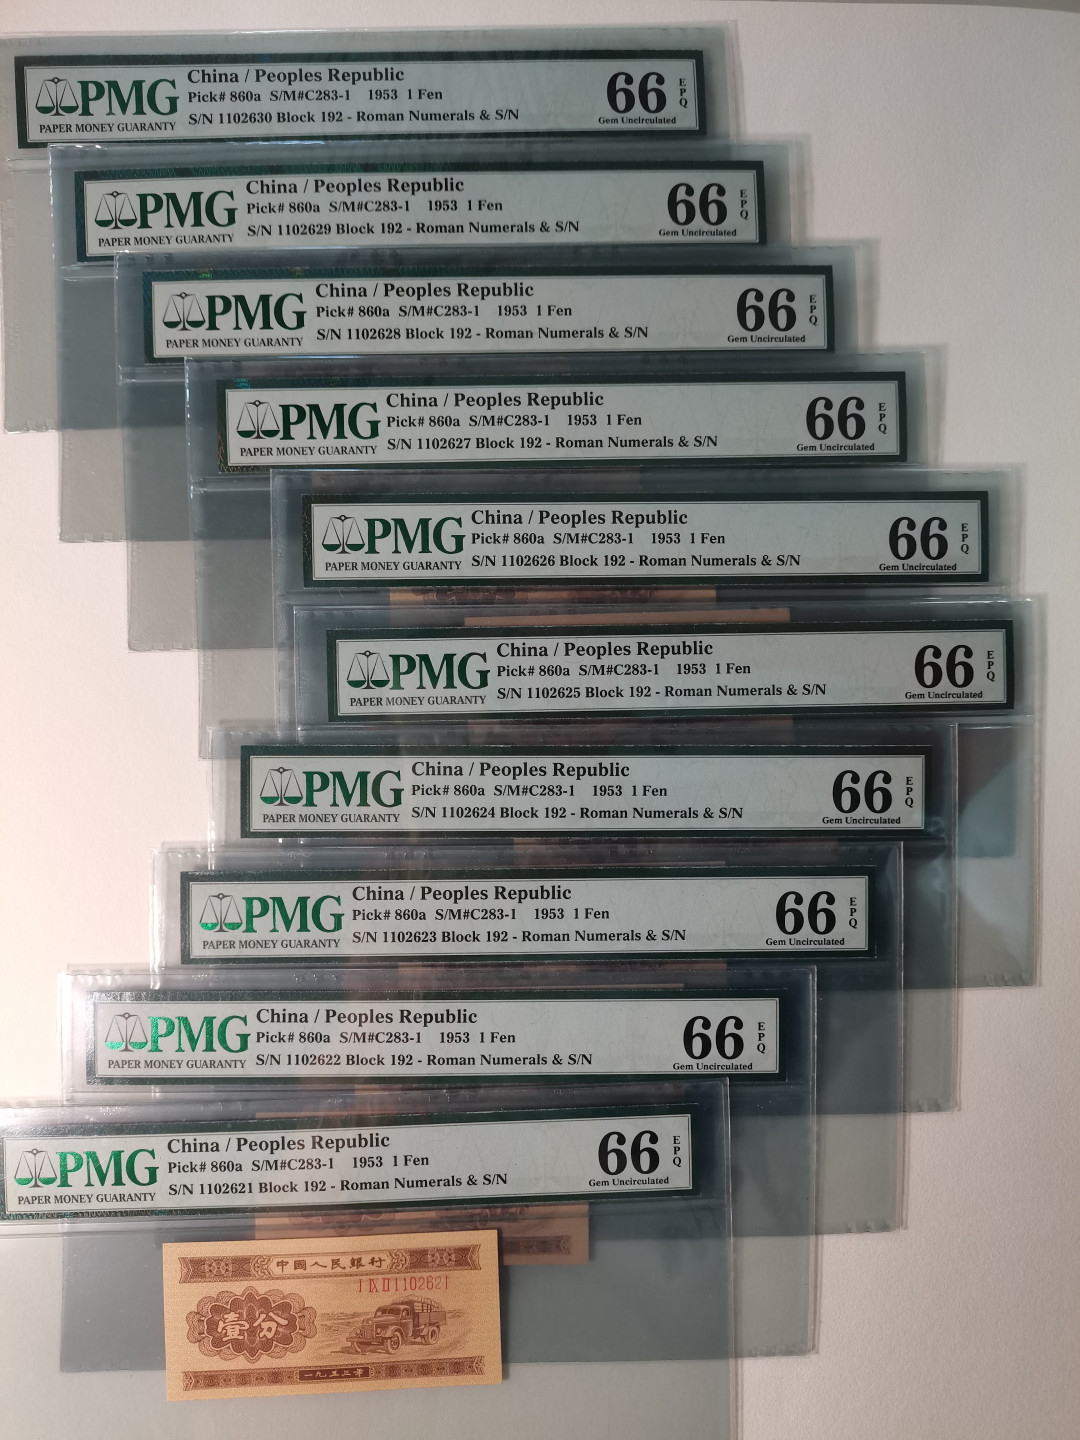 PMG
PAPER MONEY GUARANTY
China / Peoples Republic
Pick# 860a S/M#C283-1 1953 1 Fen
S/N 1102630 Block 192 - Roman Numerals & S/N
66 EPQ
Gem Uncirculated
PMG
PAPER MONEY GUARANTY
China / Peoples Republic
Pick# 860a S/M#C283-1 1953 1 Fen
S/N 1102629 Block 192 - Roman Numerals & S/N
66 EPQ
Gem Uncirculated
PMG
PAPER MONEY GUARANTY
China / Peoples Republic
Pick# 860a S/M#C283-1 1953 1 Fen
S/N 1102628 Block 192 - Roman Numerals & S/N
66 EPQ
Gem Uncirculated
PMG
PAPER MONEY GUARANTY
China / Peoples Republic
Pick# 860a S/M#C283-1 1953 1 Fen
S/N 1102627 Block 192 - Roman Numerals & S/N
66 EPQ
Gem Uncirculated
PMG
PAPER MONEY GUARANTY
China / Peoples Republic
Pick# 860a S/M#C283-1 1953 1 Fen
S/N 1102626 Block 192 - Roman Numerals & S/N
66 EPQ
Gem Uncirculated
PMG
PAPER MONEY GUARANTY
China / Peoples Republic
Pick# 860a S/M#C283-1 1953 1 Fen
S/N 1102625 Block 192 - Roman Numerals & S/N
66 EPQ
Gem Uncirculated
PMG
PAPER MONEY GUARANTY
China / Peoples Republic
Pick# 860a S/M#C283-1 1953 1 Fen
S/N 1102624 Block 192 - Roman Numerals & S/N
66 EPQ
Gem Uncirculated
PMG
PAPER MONEY GUARANTY
China / Peoples Republic
Pick# 860a S/M#C283-1 1953 1 Fen
S/N 1102623 Block 192 - Roman Numerals & S/N
66 EPQ
Gem Uncirculated
PMG
PAPER MONEY GUARANTY
China / Peoples Republic
Pick# 860a S/M#C283-1 1953 1 Fen
S/N 1102622 Block 192 - Roman Numerals & S/N
66 EPQ
Gem Uncirculated
PMG
PAPER MONEY GUARANTY
China / Peoples Republic
Pick# 860a S/M#C283-1 1953 1 Fen
S/N 1102621 Block 192 - Roman Numerals & S/N
66 EPQ
Gem Uncirculated
中國人民銀行
I IX II 1102621
壹分
一九五三年